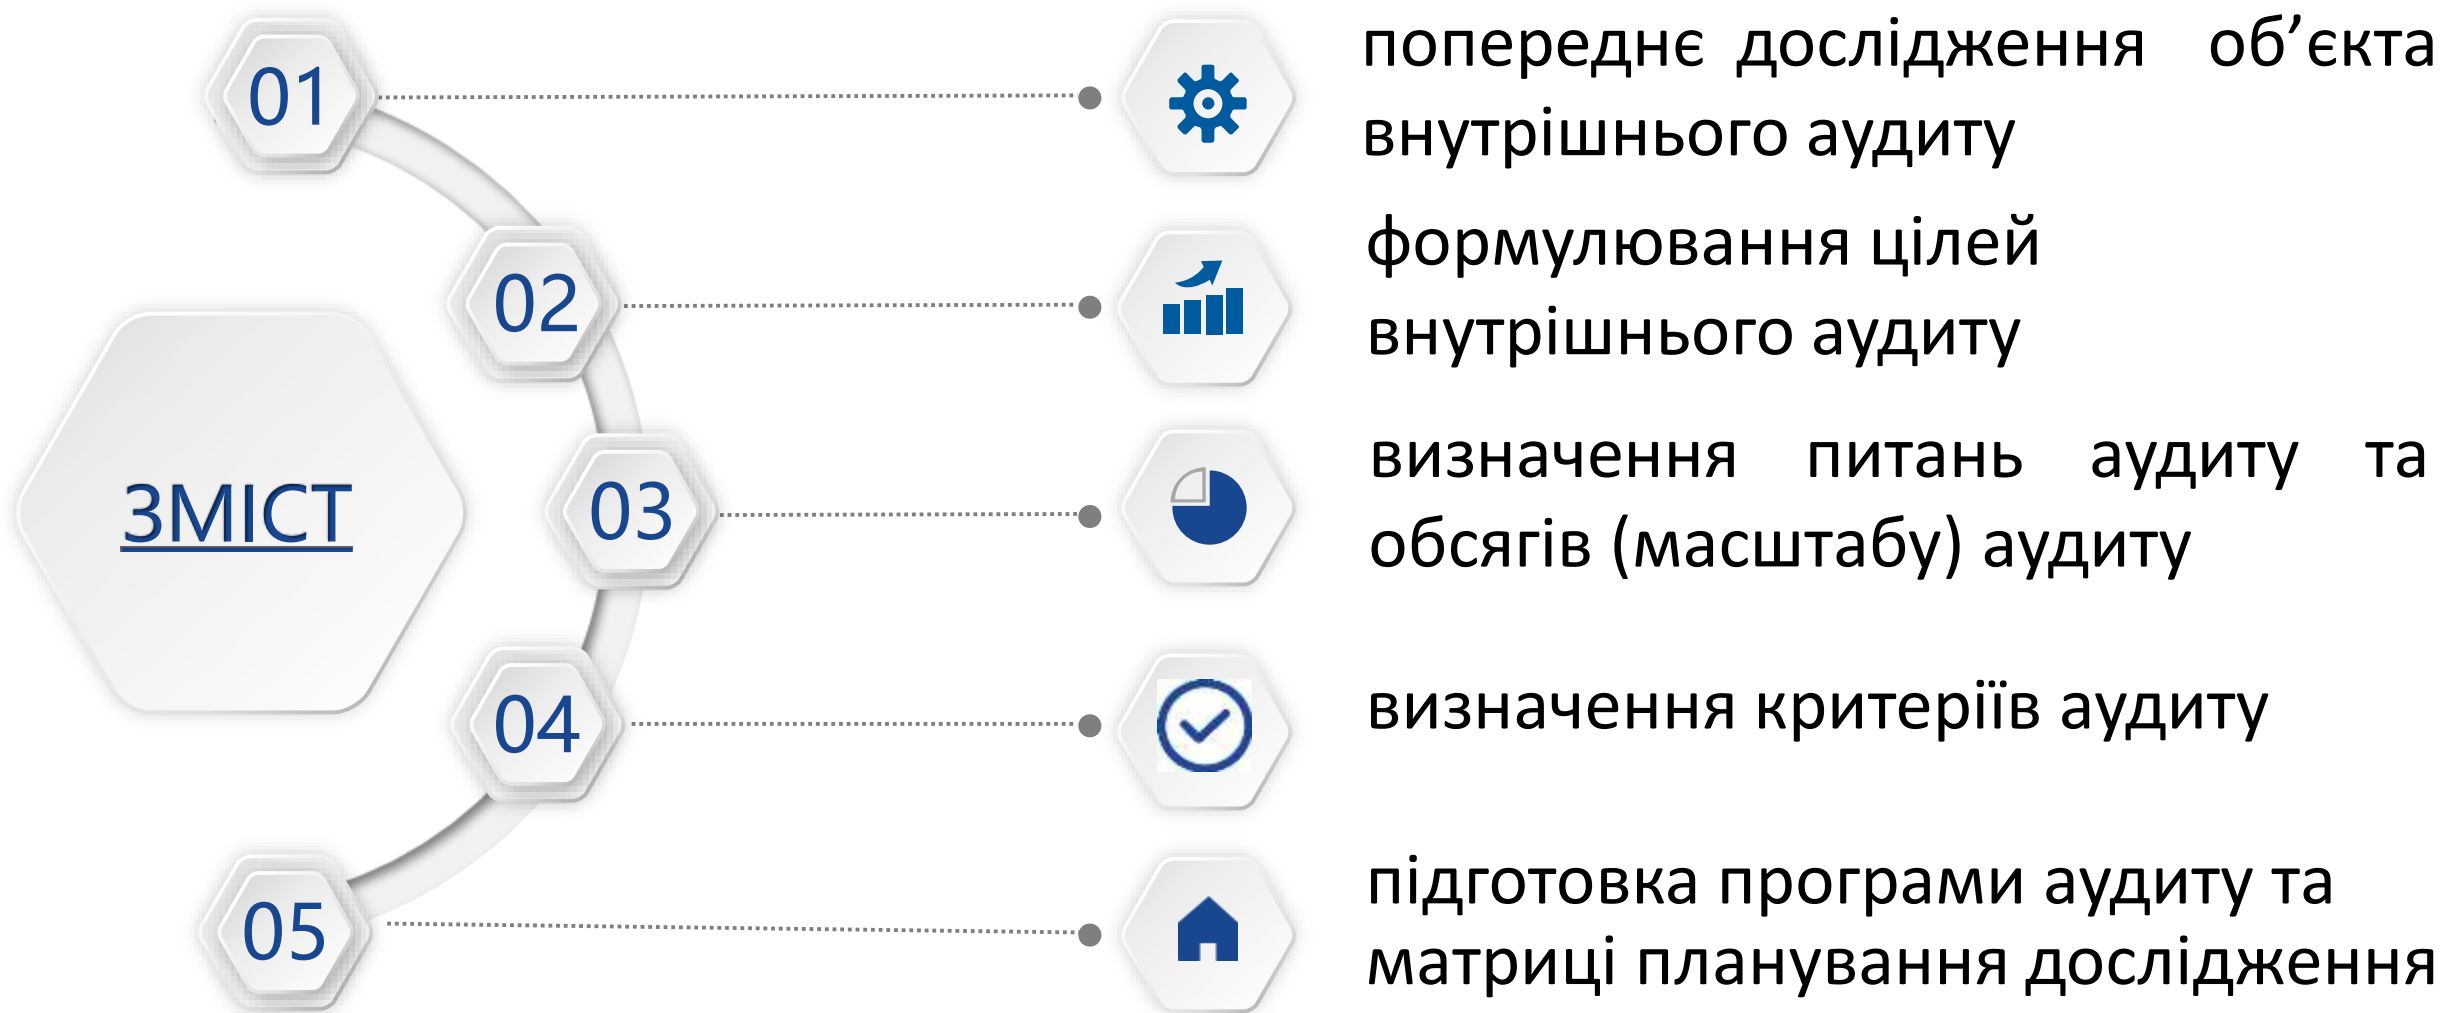 ЗМІСТ
01
попереднє дослідження об’єкта
внутрішнього аудиту
02
формулювання цілей
внутрішнього аудиту
03
визначення питань аудиту та
обсягів (масштабу) аудиту
04
визначення критеріїв аудиту
05
підготовка програми аудиту та
матриці планування дослідження